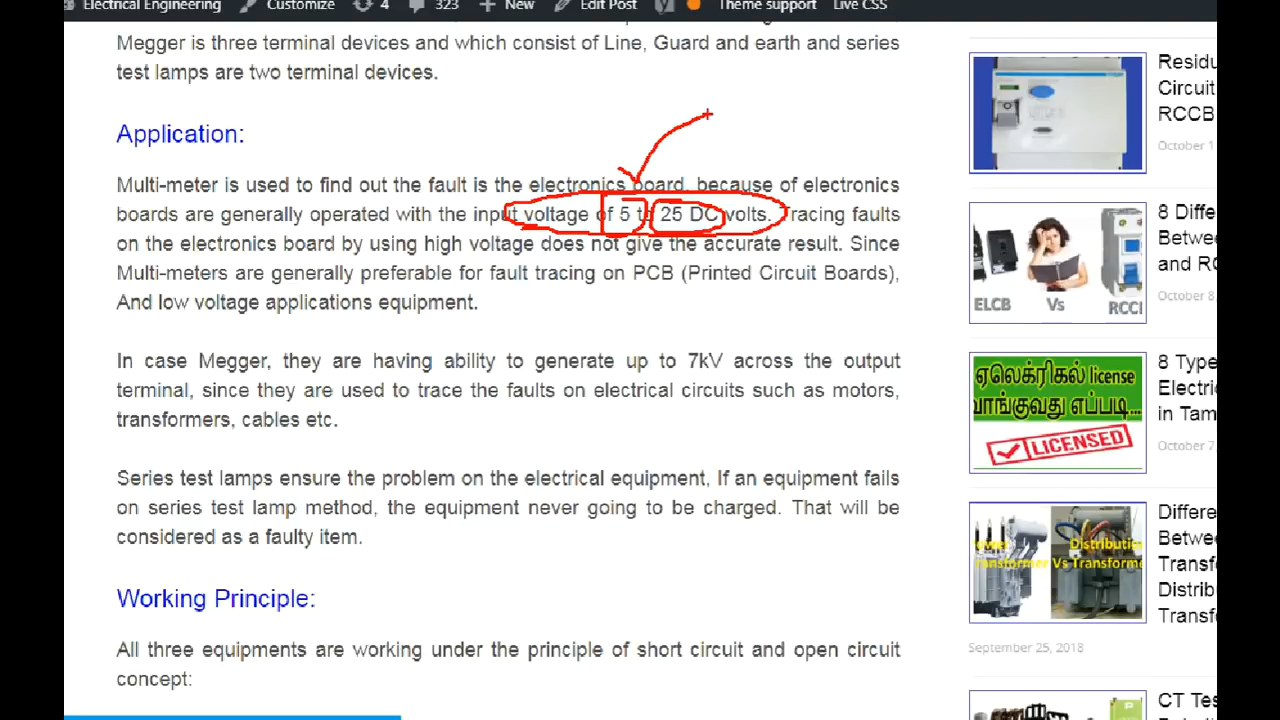 Electrical Engineering Customize 4 323 New Edit Post Theme support Live CSS
Megger is three terminal devices and which consist of Line, Guard and earth and series
test lamps are two terminal devices.
Application:
Multi-meter is used to find out the fault is the electronics board, because of electronics
boards are generally operated with the input voltage of 5 to 25 DC volts. Tracing faults
on the electronics board by using high voltage does not give the accurate result. Since
Multi-meters are generally preferable for fault tracing on PCB (Printed Circuit Boards),
And low voltage applications equipment.
In case Megger, they are having ability to generate up to 7kV across the output
terminal, since they are used to trace the faults on electrical circuits such as motors,
transformers, cables etc.
Series test lamps ensure the problem on the electrical equipment, If an equipment fails
on series test lamp method, the equipment never going to be charged. That will be
considered as a faulty item.
Working Principle:
All three equipments are working under the principle of short circuit and open circuit
concept:
Residu
Circuit
RCCB
October 1
ELCB Vs RCCI
8 Diffe
Betwee
and RC
October 8,
ஏலெக்ரிகல் license
வாங்குவது எப்படி...
LICENSED
8 Type
Electric
in Tam
October 7,
Distributi
Transformer Vs Transforme
Differe
Betwe
Transf
Distrib
Transf
September 25, 2018
CT Tes